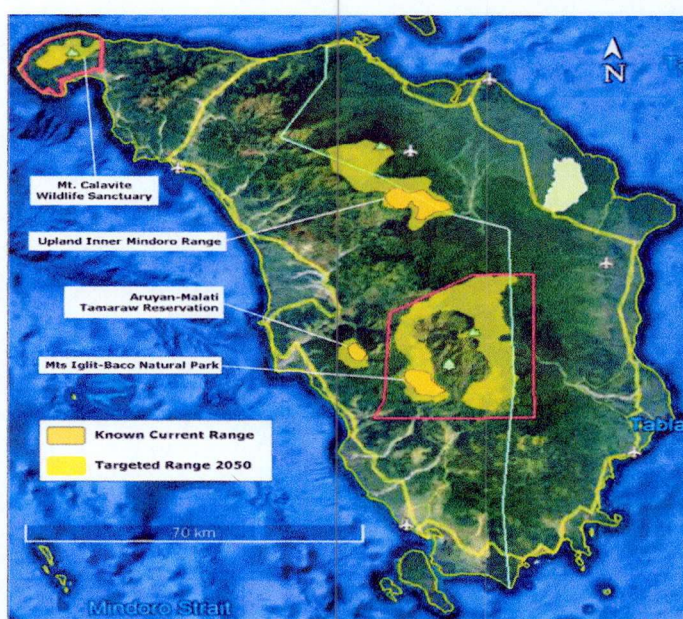 N
Mt. Calavite
Wildlife Sanctuary
Upland Inner Mindoro Range
Aruyan-Malati
Tamaraw Reservation
Mts Iglit-Baco Natural Park
Known Current Range
Targeted Range 2050
Tabla
70 km
Mindoro Strait